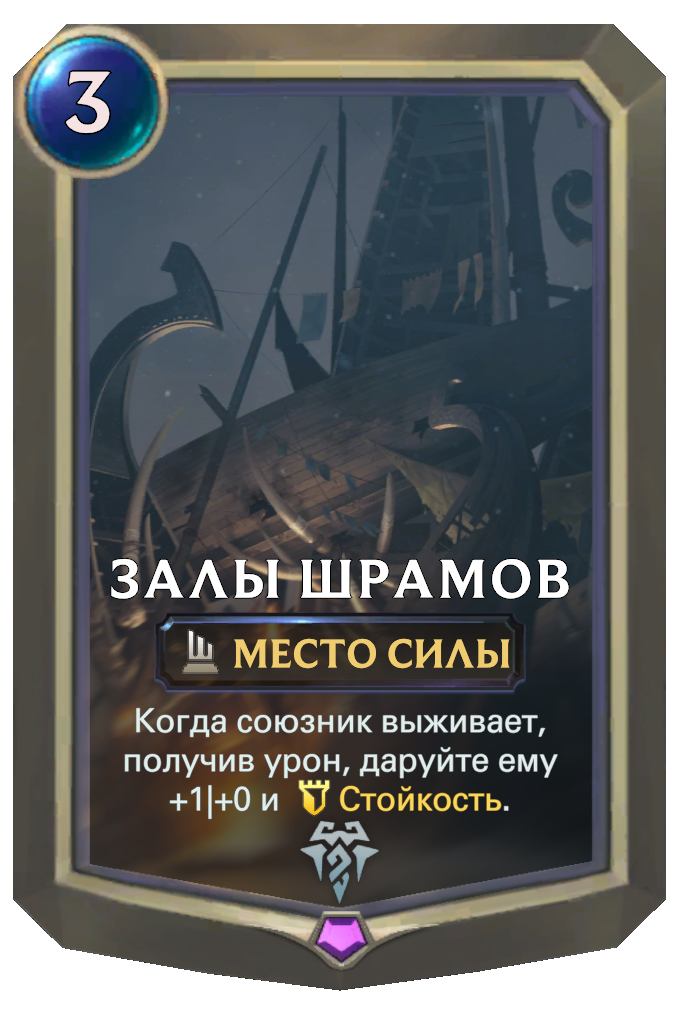 3
ЗАЛЫ ШРАМОВ
МЕСТО СИЛЫ
Когда союзник выживает,
получив урон, даруйте ему
+1|+0 и Стойкость.